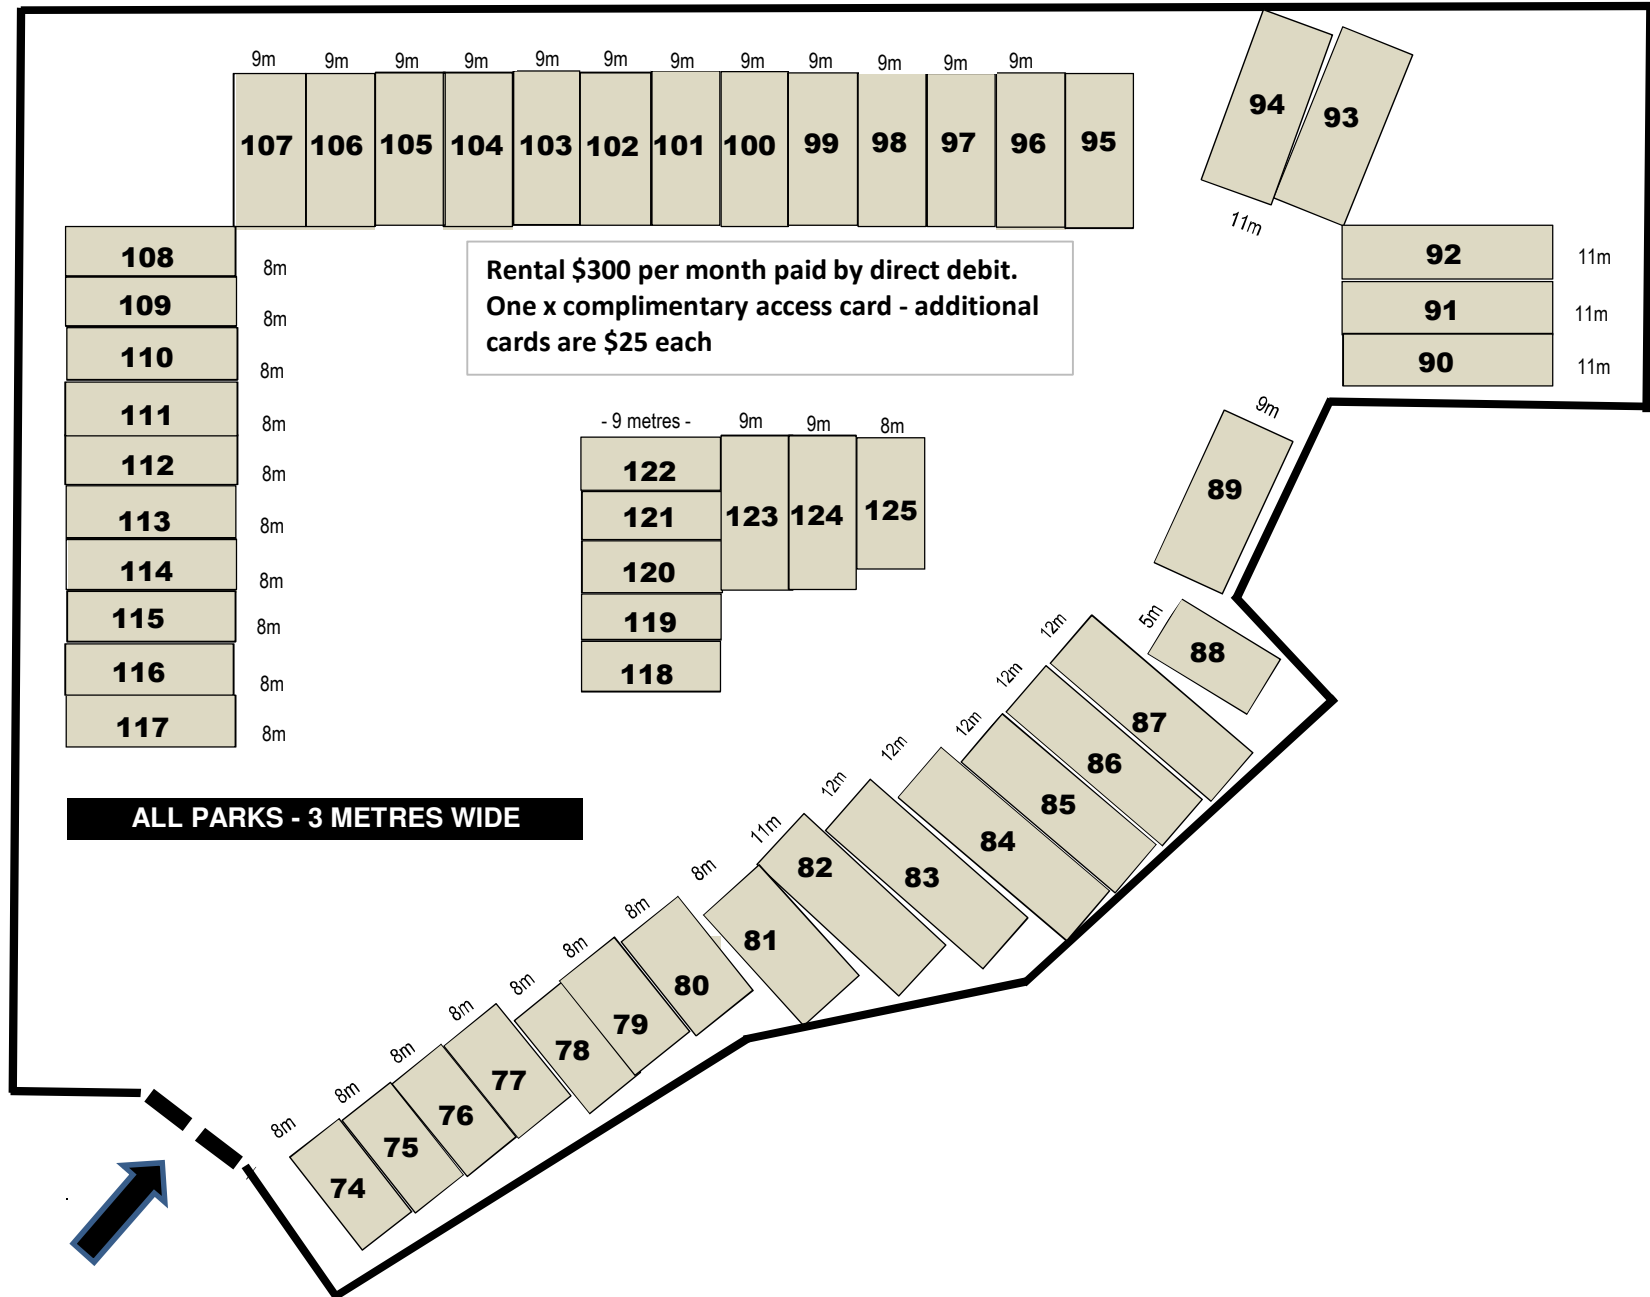 9m 9m 9m 9m 9m 9m 9m 9m 9m 9m 9m 9m
107 106 105 104 103 102 101 100 99 98 97 96 95
94 93
11m
108 8m
109 8m
110 8m
111 8m
112 8m
113 8m
114 8m
115 8m
116 8m
117 8m
Rental $300 per month paid by direct debit.
One x complimentary access card - additional
cards are $25 each
92 11m
91 11m
90 11m
- 9 metres - 9m 9m 8m
122
121
120
119
118
123 124 125
9m
89
5m
88
12m
87
12m
86
12m
85
12m
84
12m
83
11m
82
8m
81
8m
80
8m
79
8m
78
8m
77
8m
76
8m
75
8m
74
ALL PARKS - 3 METRES WIDE